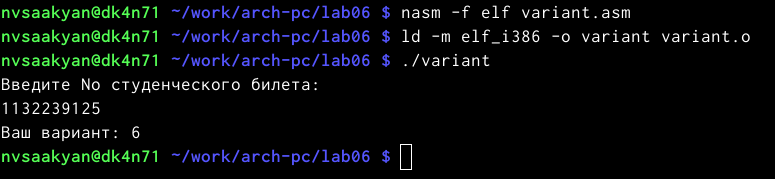 nvsaakyan@dk4n71 ~/work/arch-pc/lab06 $ nasm -f elf variant.asm
nvsaakyan@dk4n71 ~/work/arch-pc/lab06 $ ld -m elf_i386 -o variant variant.o
nvsaakyan@dk4n71 ~/work/arch-pc/lab06 $ ./variant
Введите No студенческого билета:
1132239125
Ваш вариант: 6
nvsaakyan@dk4n71 ~/work/arch-pc/lab06 $